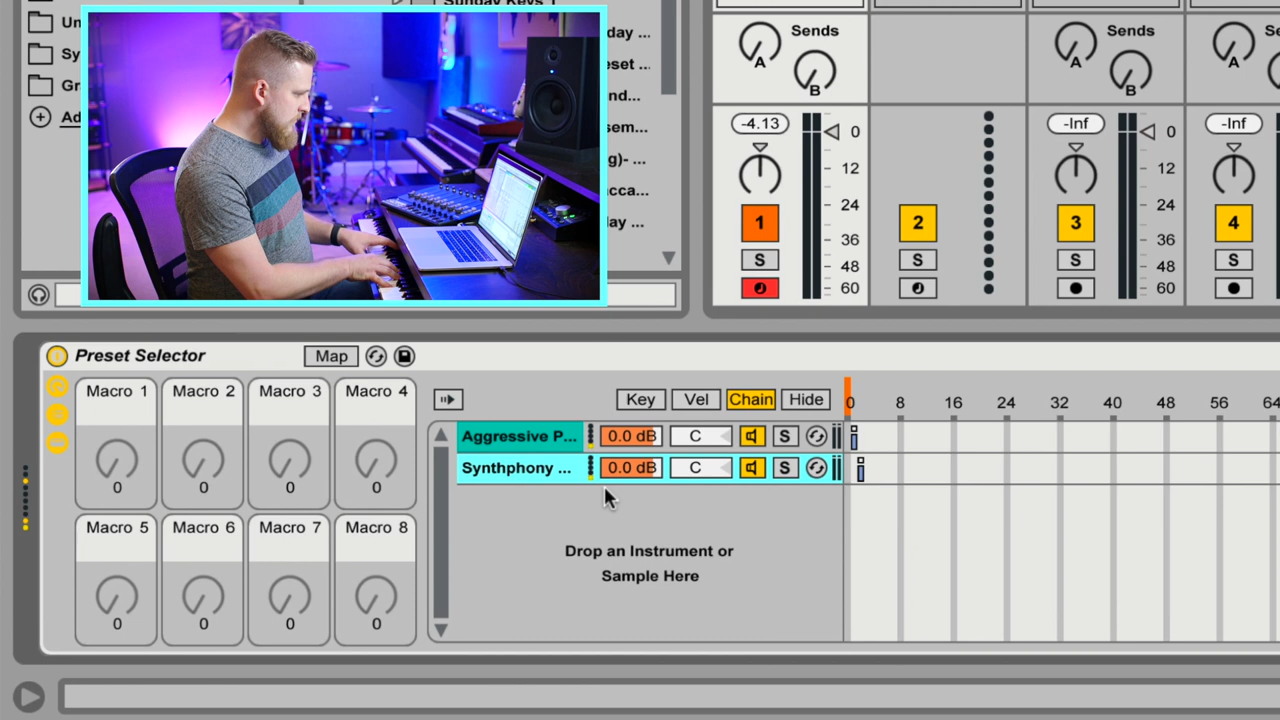 Sunday Keys 1
Un
Sy
Gr
Ad
day ...
eset ...
nd...
sem...
g)- ...
cca...
lay ...
Sends
A
B
Sends
A
B
Se
A
-4.13
0
12
24
36
48
60
1
S
2
S
-Inf
0
12
24
36
48
60
3
S
-Inf
4
S
Preset Selector
Map
Macro 1
0
Macro 2
0
Macro 3
0
Macro 4
0
Macro 5
0
Macro 6
0
Macro 7
0
Macro 8
0
Key
Vel
Chain
Hide
0 8 16 24 32 40 48 56 64
Aggressive P... 0.0 dB C S
Synthphony ... 0.0 dB C S
Drop an Instrument or
Sample Here